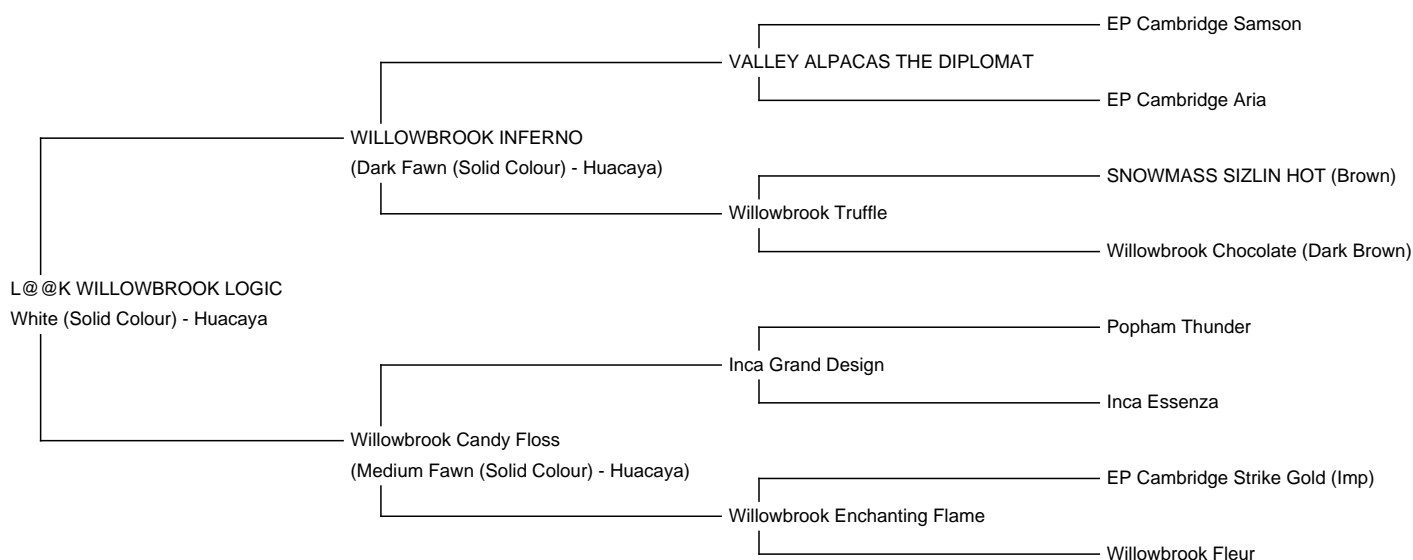 EP Cambridge Samson
VALLEY ALPACAS THE DIPLOMAT
EP Cambridge Aria
WILLOWBROOK INFERNO
(Dark Fawn (Solid Colour) - Huacaya)
SNOWMASS SIZLIN HOT (Brown)
Willowbrook Truffle
Willowbrook Chocolate (Dark Brown)
L@@K WILLOWBROOK LOGIC
White (Solid Colour) - Huacaya
Popham Thunder
Inca Grand Design
Inca Essenza
Willowbrook Candy Floss
(Medium Fawn (Solid Colour) - Huacaya)
EP Cambridge Strike Gold (Imp)
Willowbrook Enchanting Flame
Willowbrook Fleur